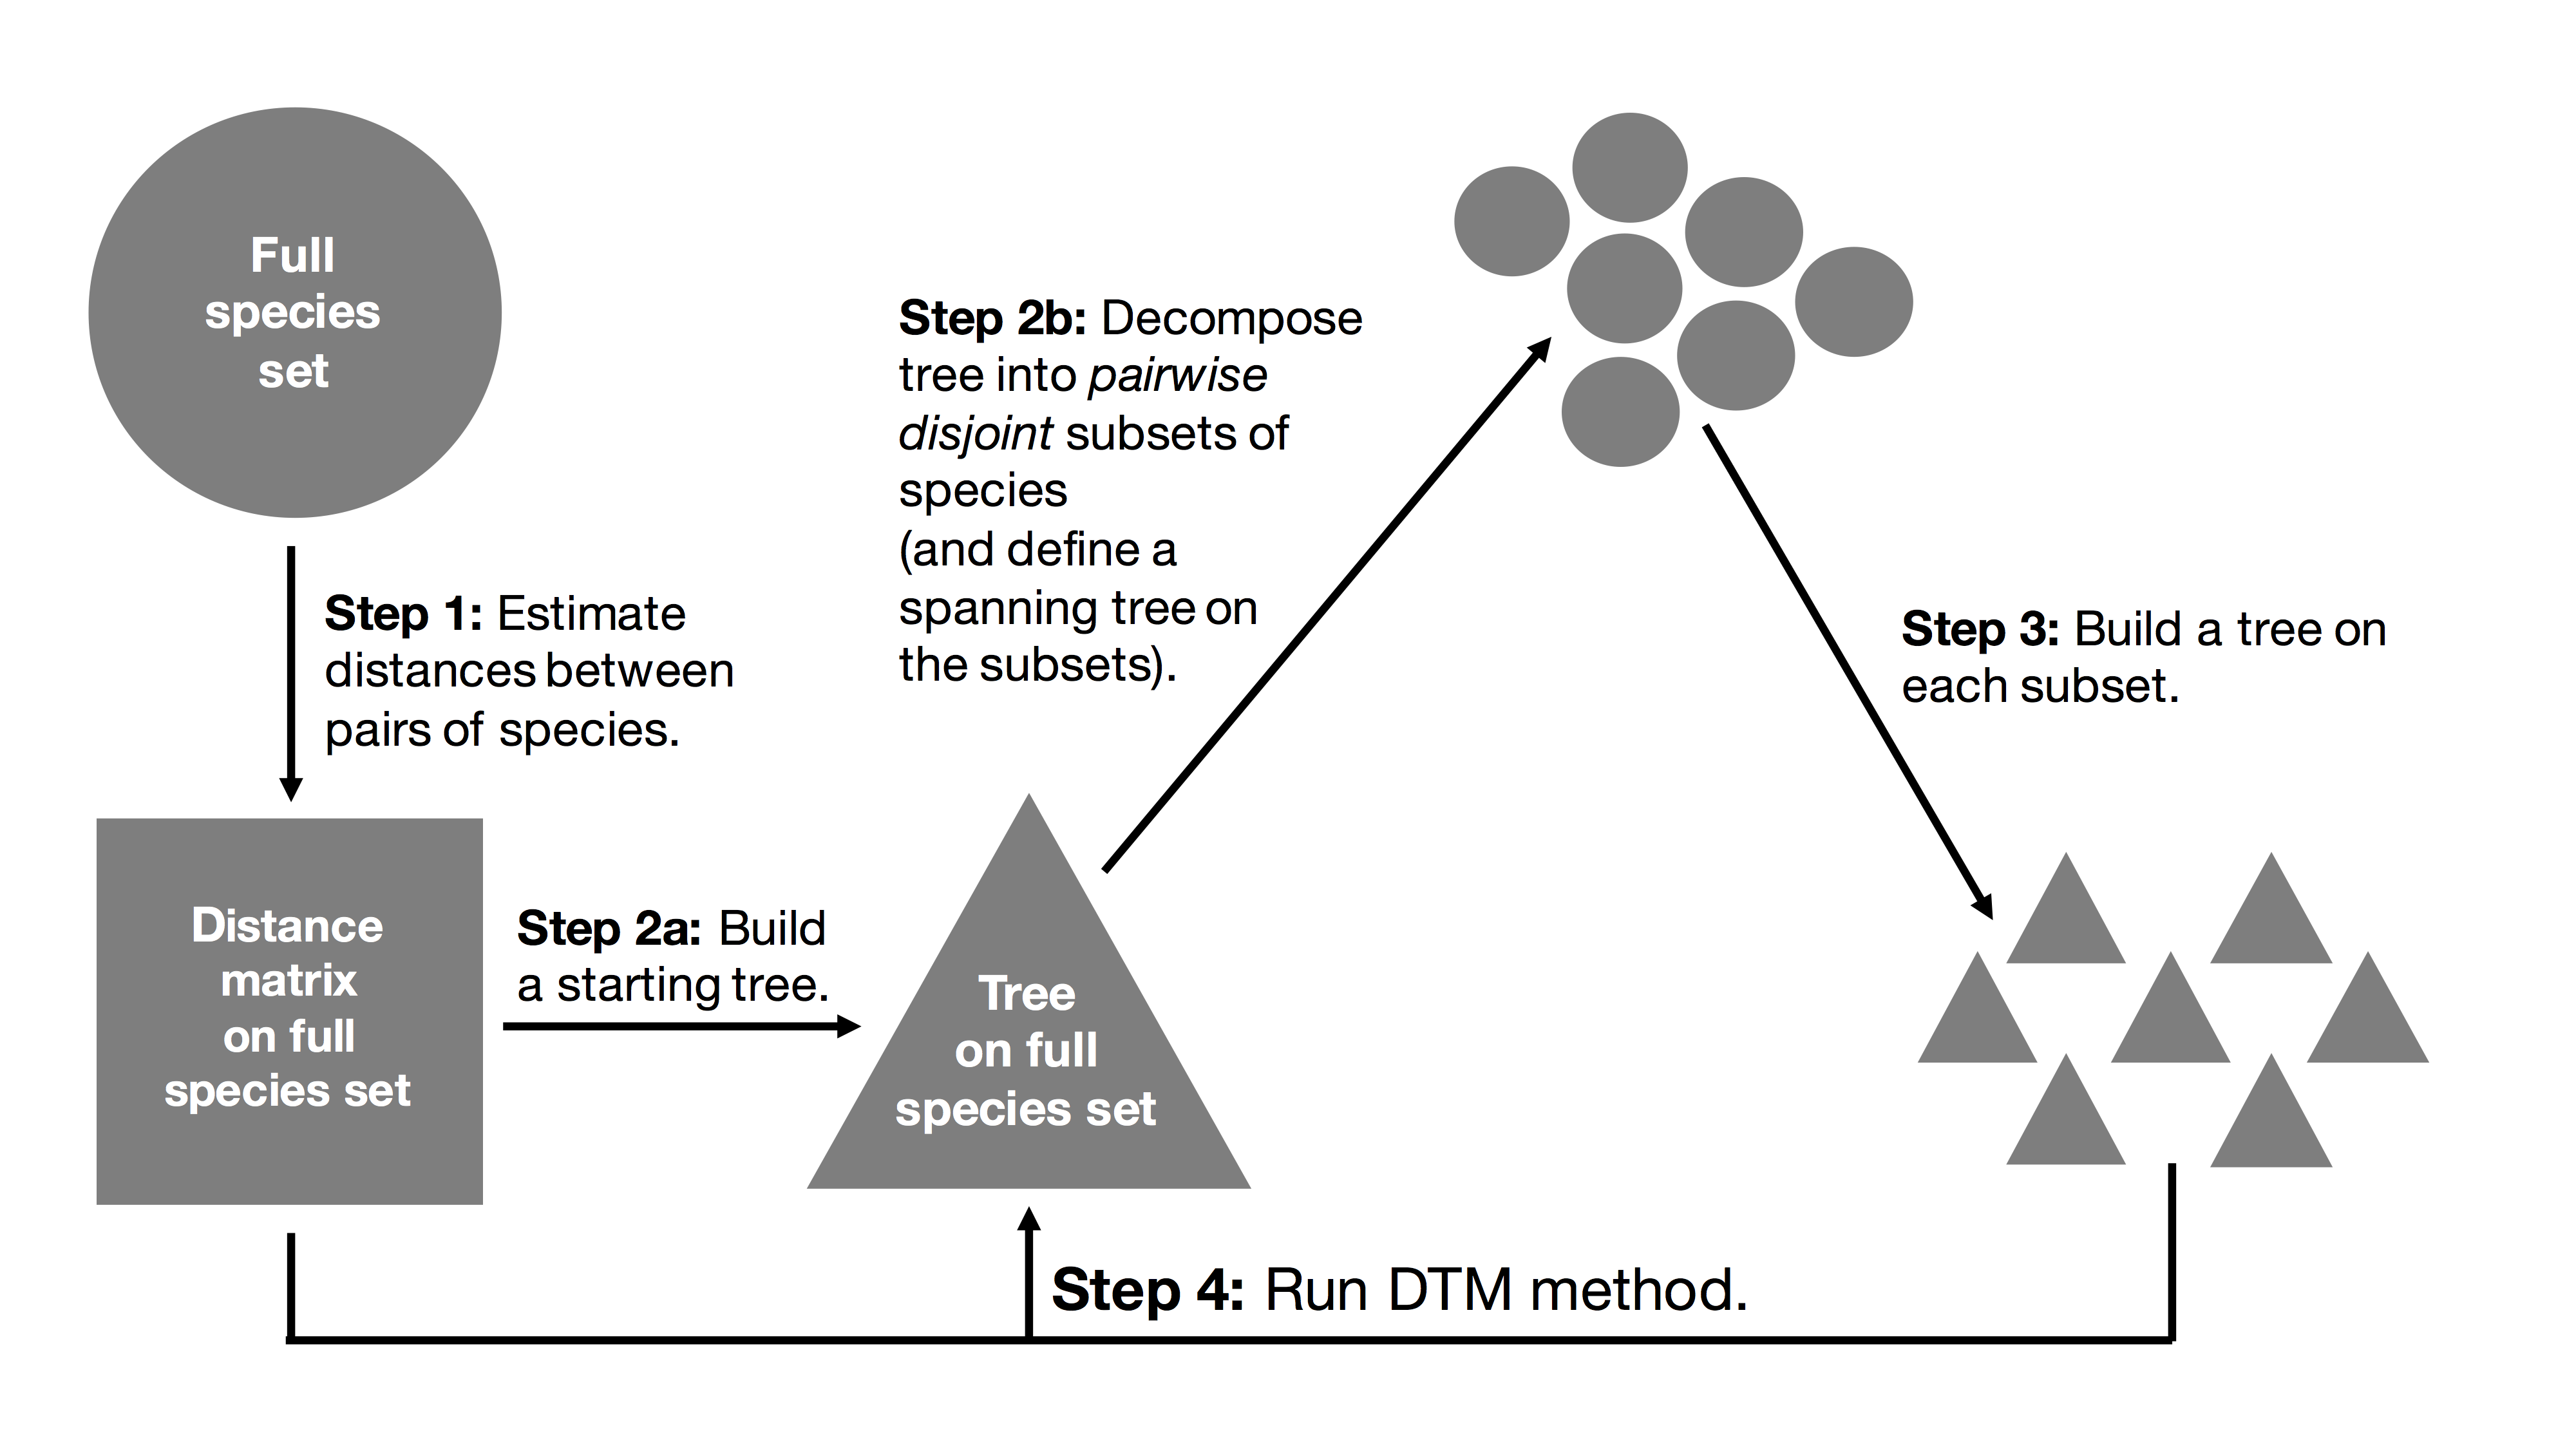 Full
species
set
Step 1: Estimate
distances between
pairs of species.
Distance
matrix
on full
species set
Step 2a: Build
a starting tree.
Tree
on full
species set
Step 2b: Decompose
tree into pairwise
disjoint subsets of
species
(and define a
spanning tree on
the subsets).
Step 3: Build a tree on
each subset.
Step 4: Run DTM method.